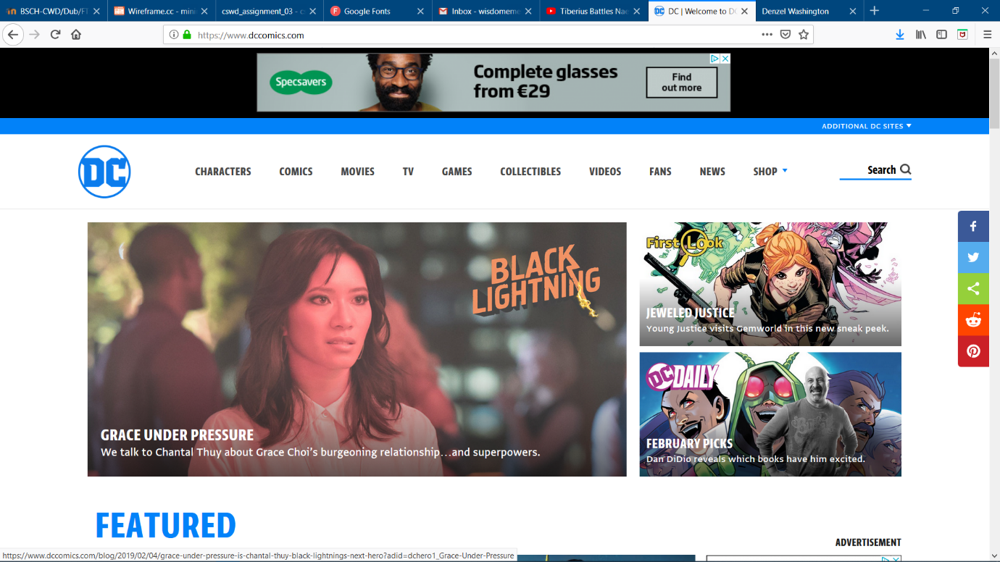 BSCH-CWD/Dub/FT
Wireframe.cc - mini
cswd_assignment_03 - c
Google Fonts
Inbox - wisdomeme
Tiberius Battles Nae
DC | Welcome to DC
Denzel Washington
https://www.dccomics.com
Specsavers
Complete glasses
from €29
Find
out more
ADDITIONAL DC SITES
DC
CHARACTERS COMICS MOVIES TV GAMES COLLECTIBLES VIDEOS FANS NEWS SHOP
Search
BLACK
LIGHTNING
GRACE UNDER PRESSURE
We talk to Chantal Thuy about Grace Choi's burgeoning relationship...and superpowers.
First Look
JEWELED JUSTICE
Young Justice visits Gemworld in this new sneak peek.
DC DAILY
FEBRUARY PICKS
Dan DiDio reveals which books have him excited.
FEATURED
ADVERTISEMENT
https://www.dccomics.com/blog/2019/02/04/grace-under-pressure-is-chantal-thuy-black-lightnings-next-hero?adid=dchero1_Grace-Under-Pressure